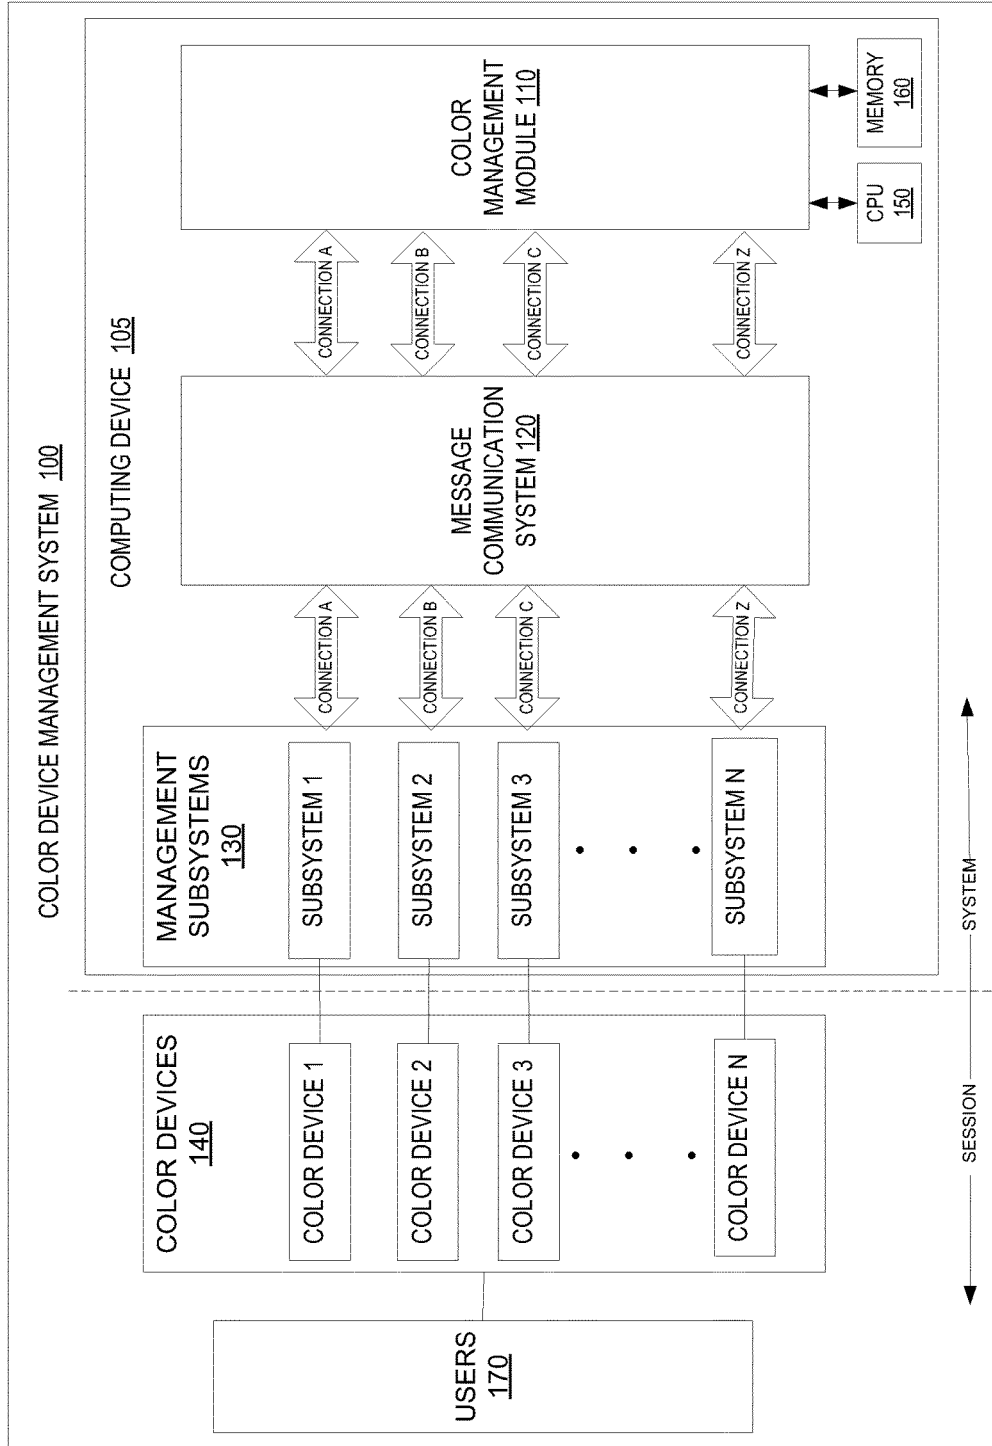 COLOR DEVICE MANAGEMENT SYSTEM 100
COMPUTING DEVICE 105
USERS
170
COLOR DEVICES
140
COLOR DEVICE 1
COLOR DEVICE 2
COLOR DEVICE 3
COLOR DEVICE N
MANAGEMENT
SUBSYSTEMS
130
SUBSYSTEM 1
SUBSYSTEM 2
SUBSYSTEM 3
SUBSYSTEM N
CONNECTION A
CONNECTION B
CONNECTION C
CONNECTION Z
MESSAGE
COMMUNICATION
SYSTEM 120
CONNECTION A
CONNECTION B
CONNECTION C
CONNECTION Z
COLOR
MANAGEMENT
MODULE 110
CPU
150
MEMORY
160
SESSION
SYSTEM